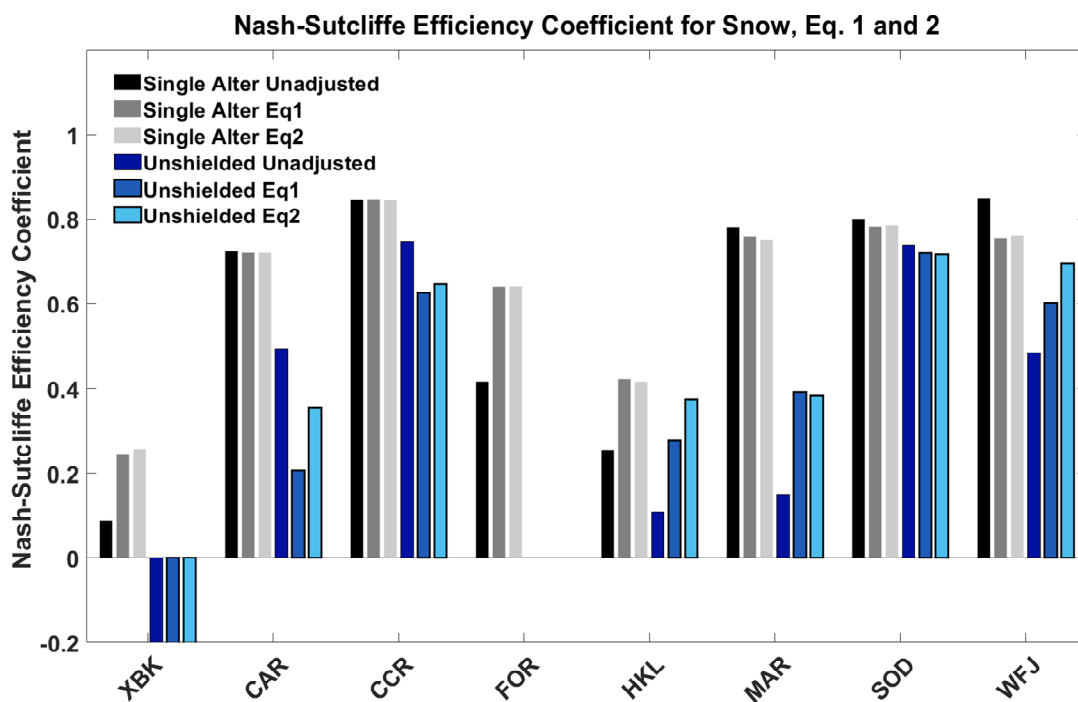 Nash-Sutcliffe Efficiency Coefficient for Snow, Eq. 1 and 2
Nash-Sutcliffe Efficiency Coefficient
Single Alter Unadjusted
Single Alter Eq1
Single Alter Eq2
Unshielded Unadjusted
Unshielded Eq1
Unshielded Eq2
1
0.8
0.6
0.4
0.2
0
-0.2
XBK
CAR
CCR
FOR
HKL
MAR
SOD
WFJ